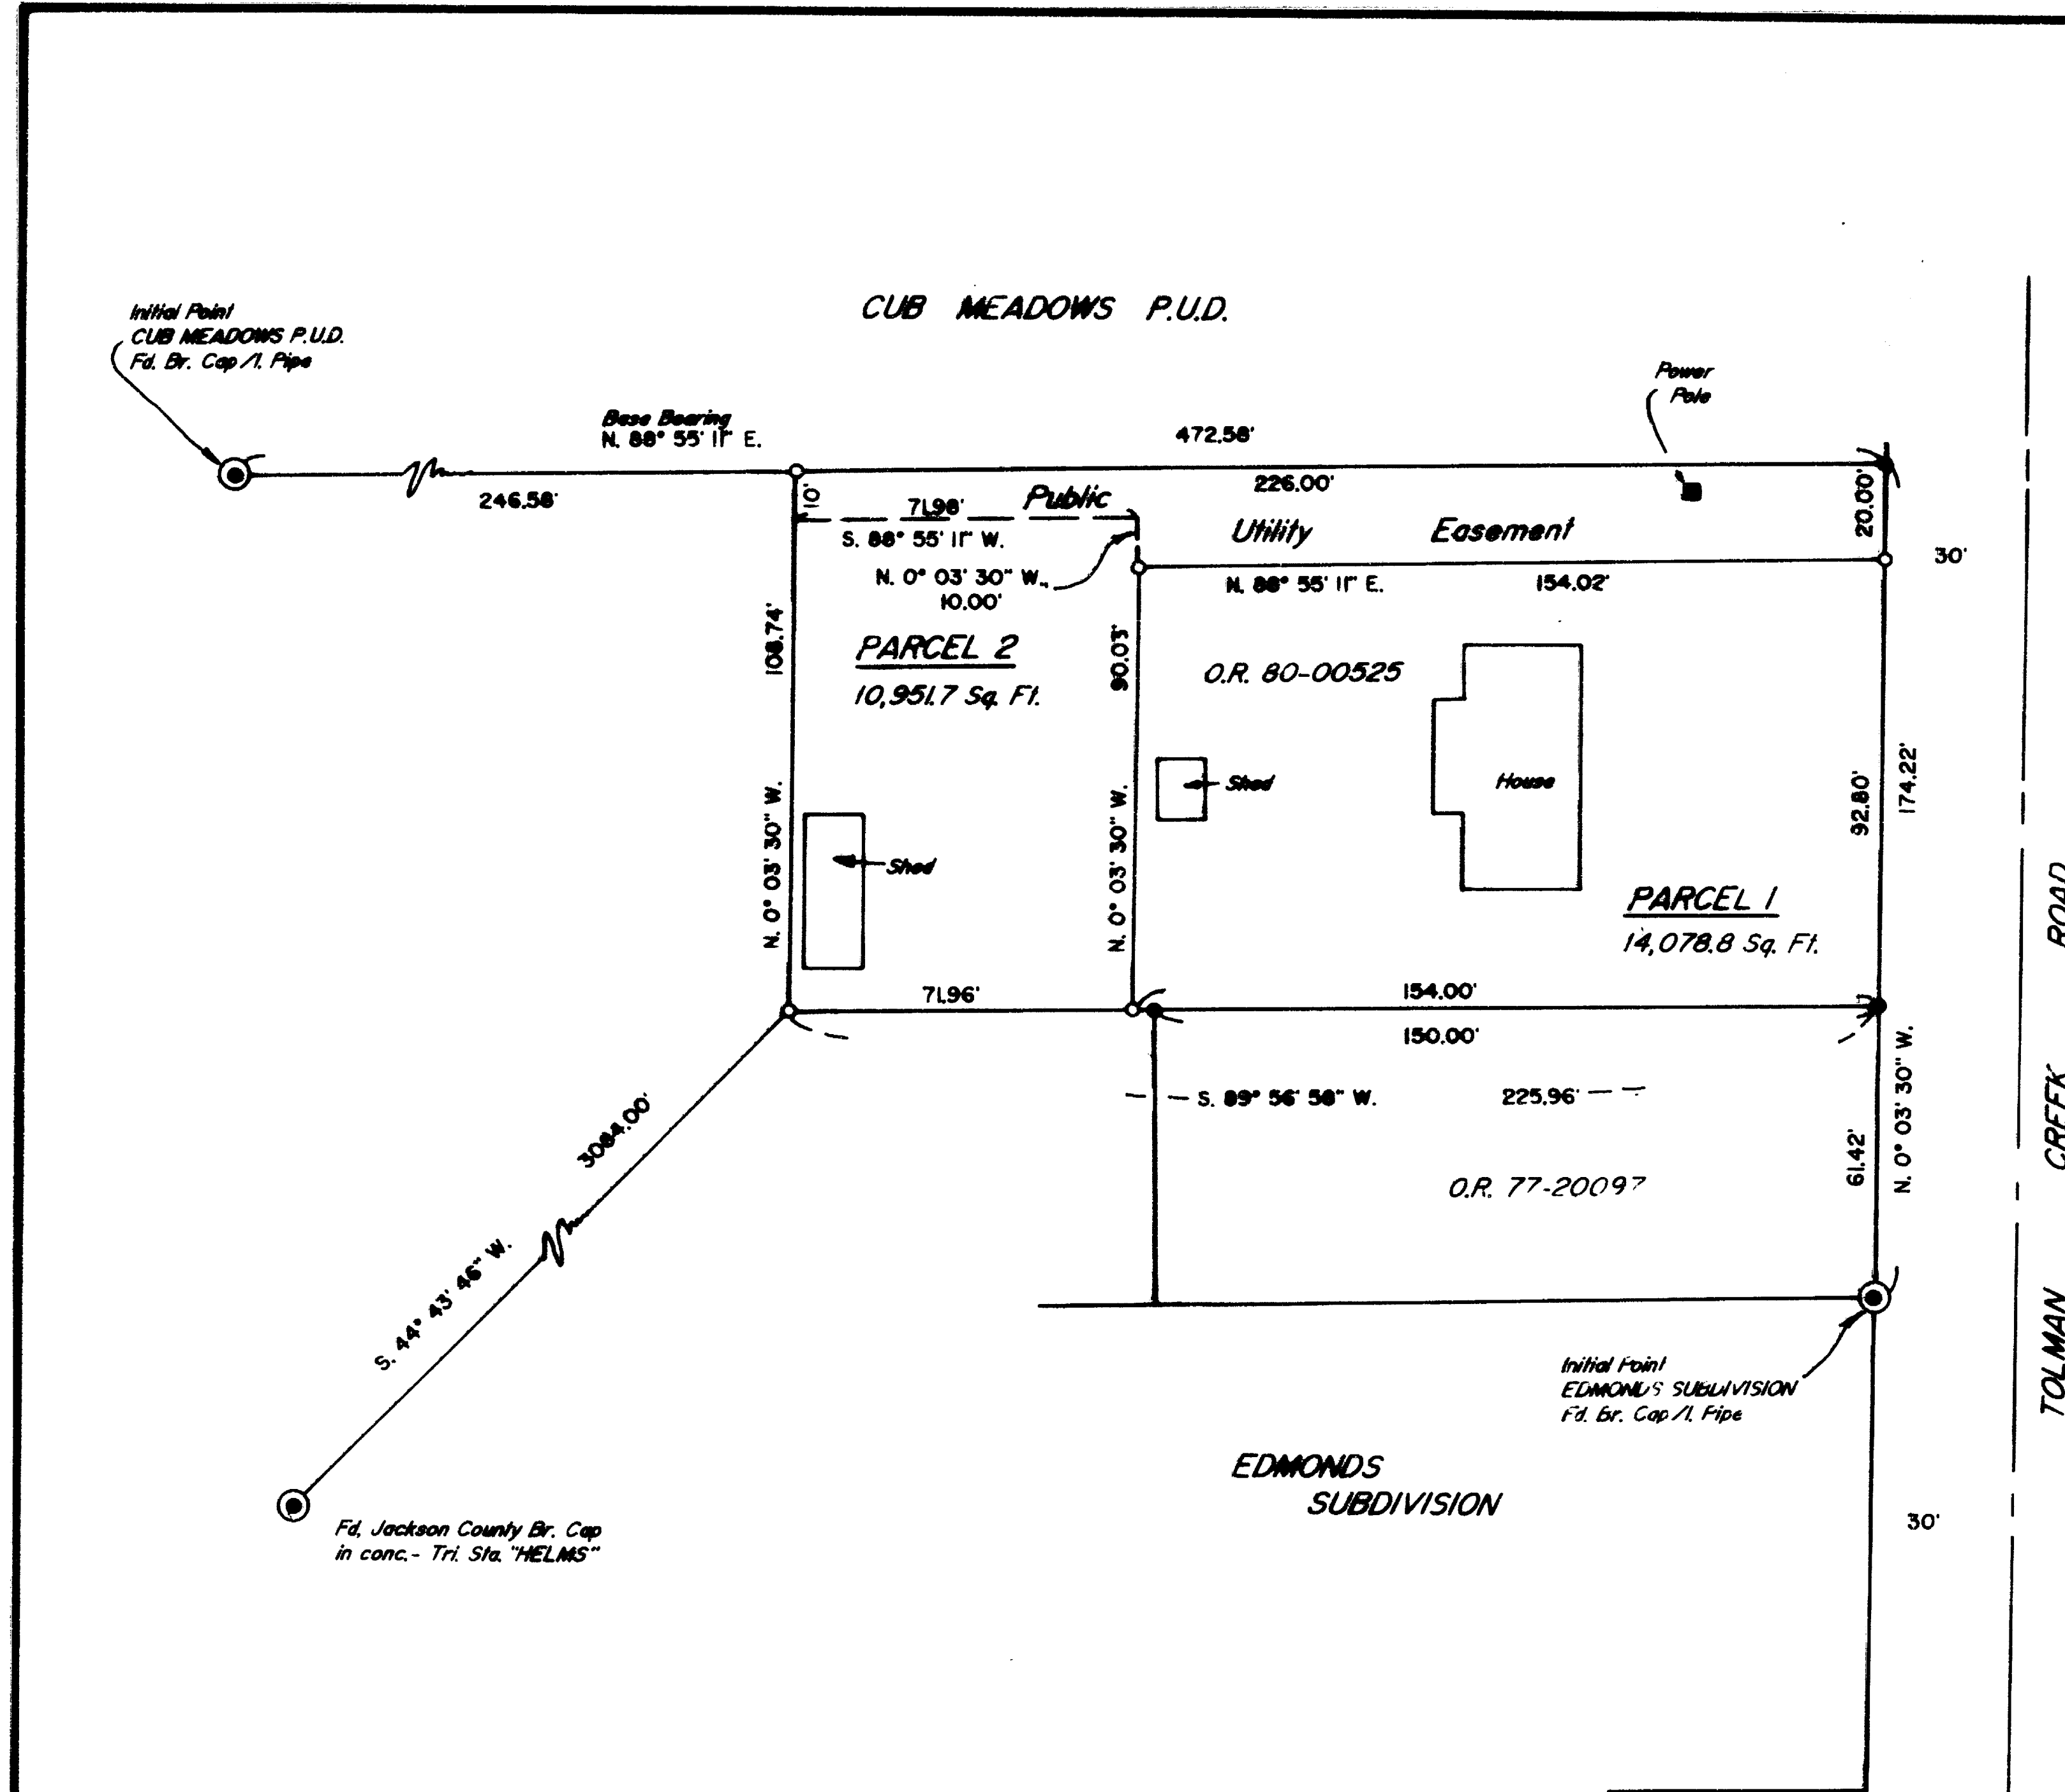 CUB MEADOWS P.U.D.
Initial Point
CUB MEADOWS P.U.D.
Fd. Br. Cap /I. Pipe
Power
Pole
Base Bearing
N. 88° 55' 11" E.
472.58'
246.58'
226.00'
10'
71.98'
Public
Utility Easement
20.00'
30'
S. 88° 55' 11" W.
N. 0° 03' 30" W.,
10.00'
N. 88° 55' 11" E.
154.02'
108.74'
N. 0° 03' 30" W.
PARCEL 2
10,951.7 Sq. Ft.
90.03'
N. 0° 03' 30" W.
O.R. 80-00525
Shed
House
Shed
92.80'
174.22'
PARCEL 1
14,078.8 Sq. Ft.
71.96'
154.00'
150.00'
S. 89° 56' 58" W. 225.96'
N. 0° 03' 30" W.
61.42'
O.R. 77-20097
3084.00'
S. 44° 43' 46" W.
TOLMAN CREEK ROAD
Initial Point
EDMONDS SUBDIVISION
Fd. Br. Cap /I. Pipe
EDMONDS
SUBDIVISION
30'
Fd. Jackson County Br. Cap
in conc.- Tri. Sta. "HELMS"